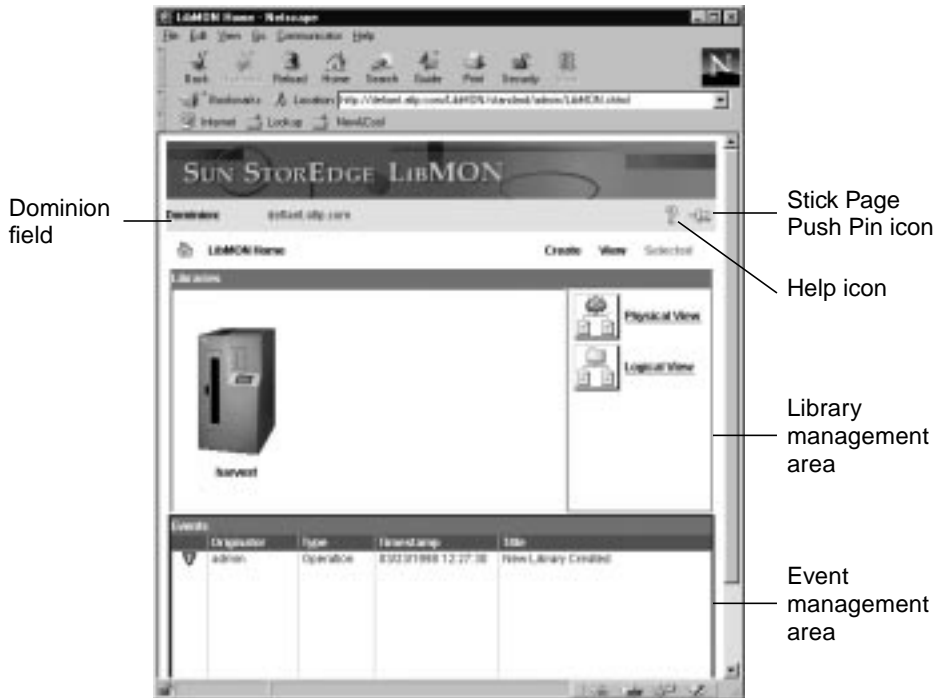 LibMON Home - Netscape
File Edit View Go Communicator Help
Back Reload Home Search Guide Print Security
Bookmarks Location
Internet Lookup New&Cool
SUN STOREDGE LIBMON
Dominion
field
Dominion:
Stick Page
Push Pin icon
LibMON Home Create View Selected
Help icon
Libraries
Physical View
Logical View
Library
management
area
harvest
Events
Originator Type Timestamp Title
admin Operation 12:27:30 New Library Created
Event
management
area